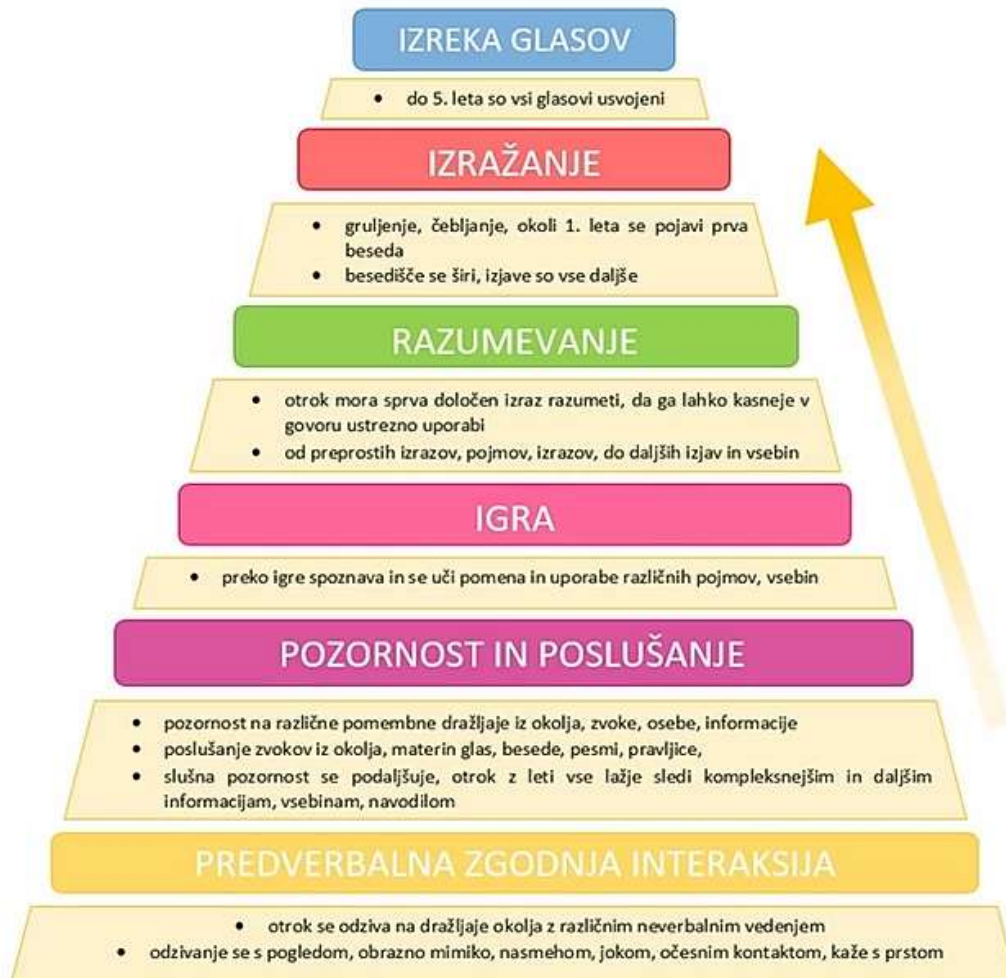 IZREKA GLASOV
• do 5. leta so vsi glasovi usvojeni
IZRAŽANJE
• gruljenje, čebljanje, okoli 1. leta se pojavi prva
beseda
• besedišče se širi, izjave so vse daljše
RAZUMEVANJE
• otrok mora sprva določen izraz razumeti, da ga lahko kasneje v
govoru ustrezno uporabi
• od preprostih izrazov, pojmov, izrazov, do daljših izjav in vsebin
IGRA
• preko igre spoznava in se uči pomena in uporabe različnih pojmov, vsebin
POZORNOST IN POSLUŠANJE
• pozornost na različne pomembne dražljaje iz okolja, zvoke, osebe, informacije
• poslušanje zvokov iz okolja, materin glas, besede, pesmi, pravljice,
• slušna pozornost se podaljšuje, otrok z leti vse lažje sledi kompleksnejšim in daljšim
informacijam, vsebinam, navodilom
PREDVERBALNA ZGODNJA INTERAKSIJA
• otrok se odziva na dražljaje okolja z različnim neverbalnim vedenjem
• odzivanje se s pogledom, obrazno mimiko, nasmehom, jokom, očesnim kontaktom, kaže s prstom